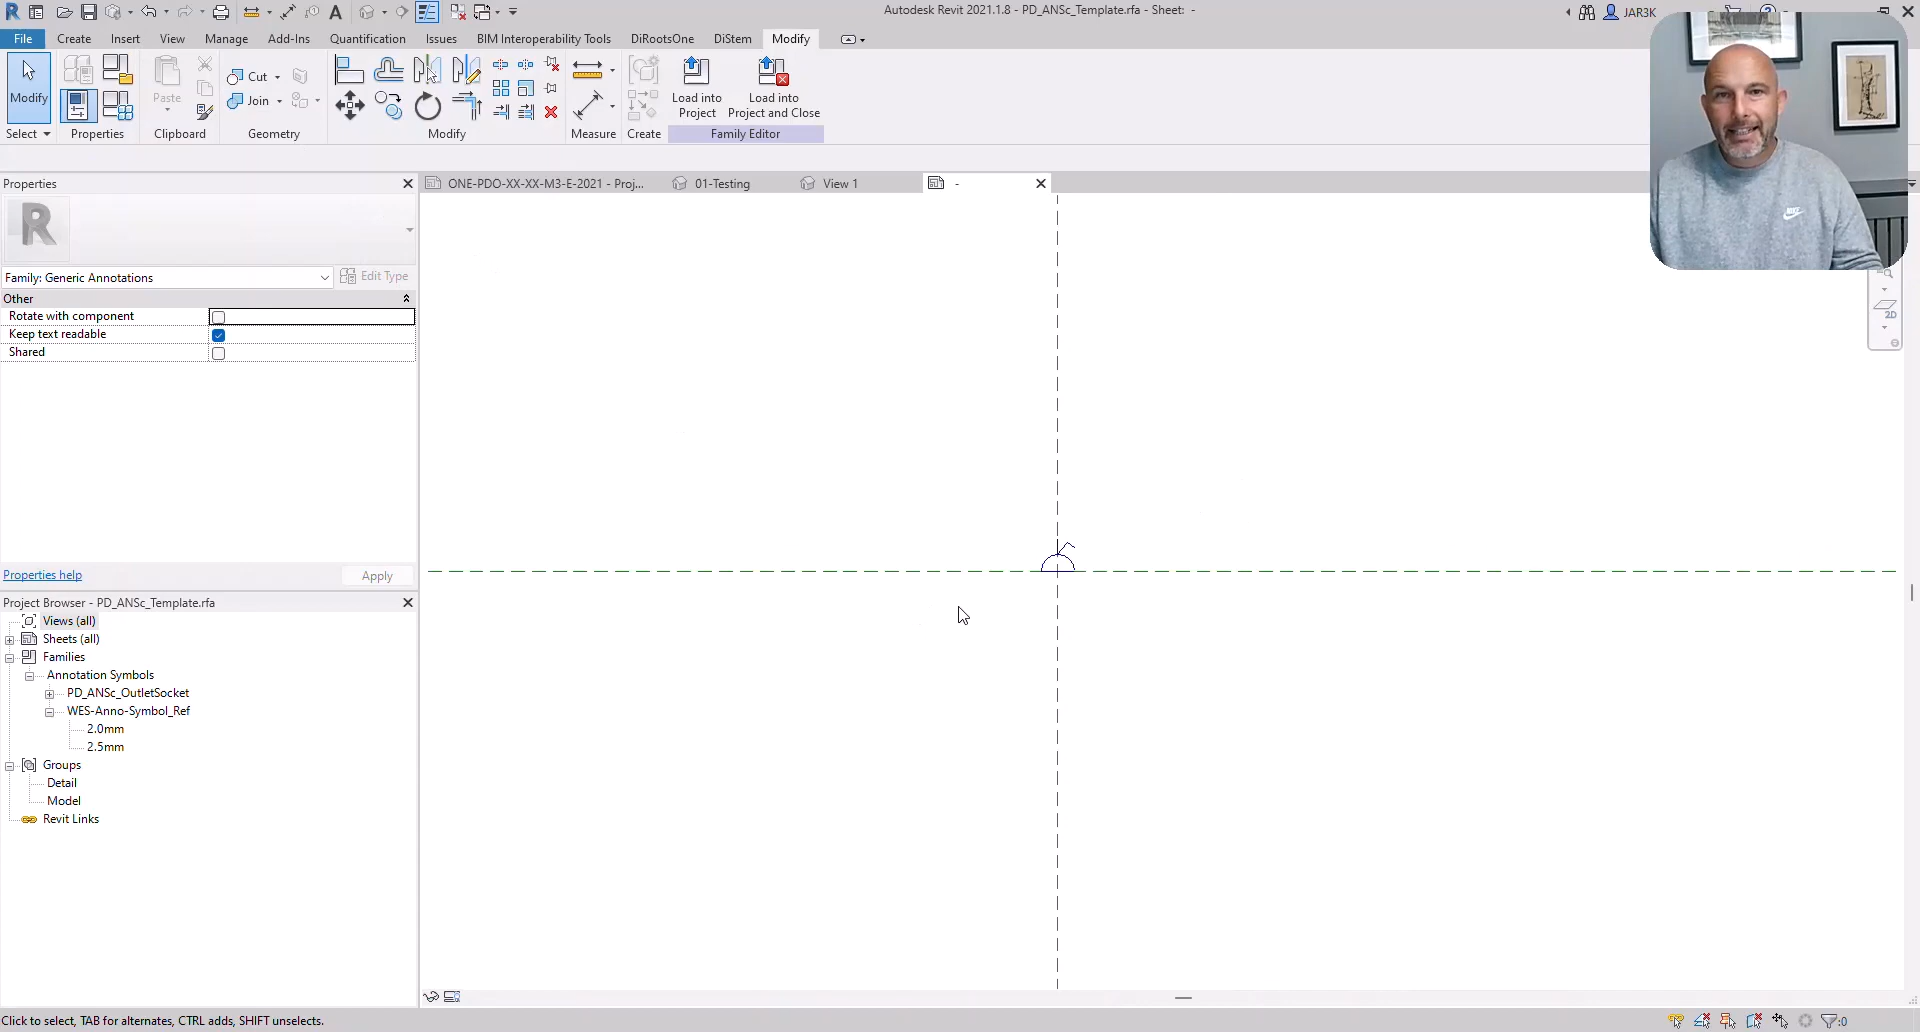 Autodesk Revit 2021.1.8 - PD_ANSc_Template.rfa - Sheet: -
JAR3K
File Create Insert View Manage Add-Ins Quantification Issues BIM Interoperability Tools DiRootsOne DiStem Modify
Modify
Paste
Cut
Join
Load into Project
Load into Project and Close
Select Properties Clipboard Geometry Modify Measure Create Family Editor
Properties
ONE-PDO-XX-XX-M3-E-2021 - Proj...
01-Testing
View 1
-
R
Family: Generic Annotations
Edit Type
Other
Rotate with component
Keep text readable
Shared
2D
Properties help
Apply
Project Browser - PD_ANSc_Template.rfa
Views (all)
Sheets (all)
Families
Annotation Symbols
PD_ANSc_OutletSocket
WES-Anno-Symbol_Ref
2.0mm
2.5mm
Groups
Detail
Model
Revit Links
Click to select, TAB for alternates, CTRL adds, SHIFT unselects.
:0